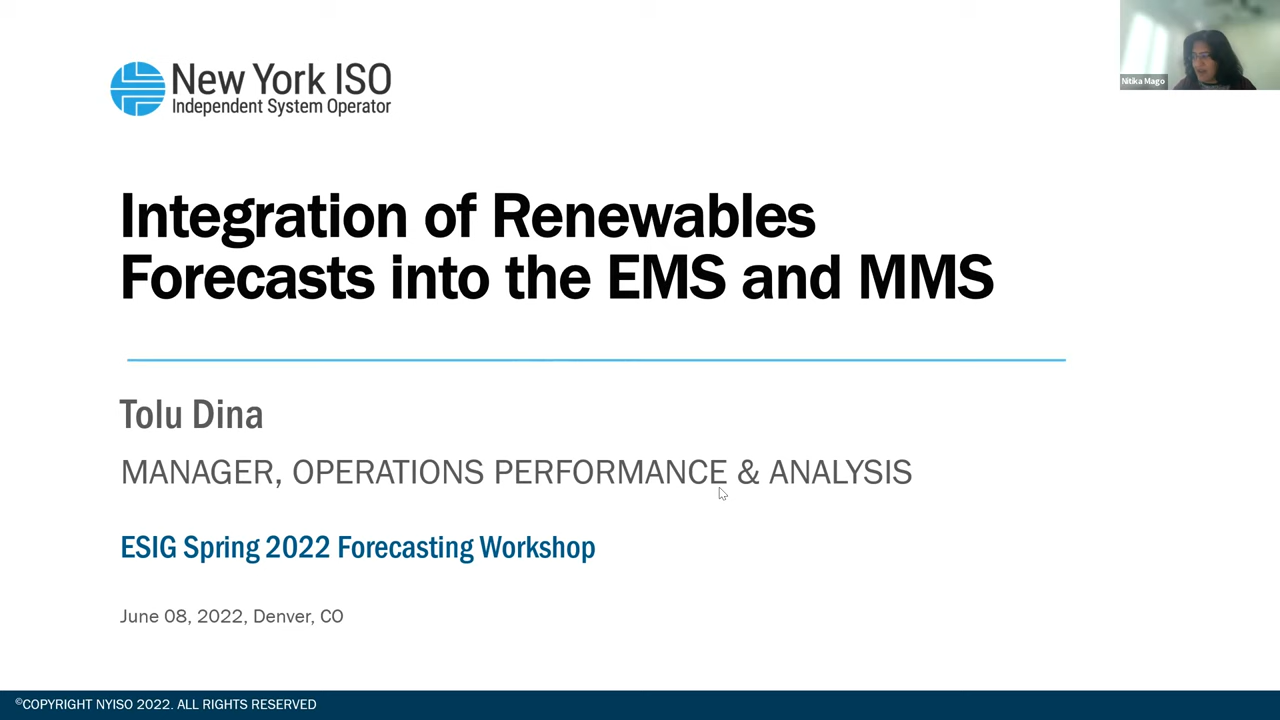 New York ISO
Independent System Operator
Nitika Mago
Integration of Renewables
Forecasts into the EMS and MMS
Tolu Dina
MANAGER, OPERATIONS PERFORMANCE & ANALYSIS
ESIG Spring 2022 Forecasting Workshop
June 08, 2022, Denver, CO
©COPYRIGHT NYISO 2022. ALL RIGHTS RESERVED